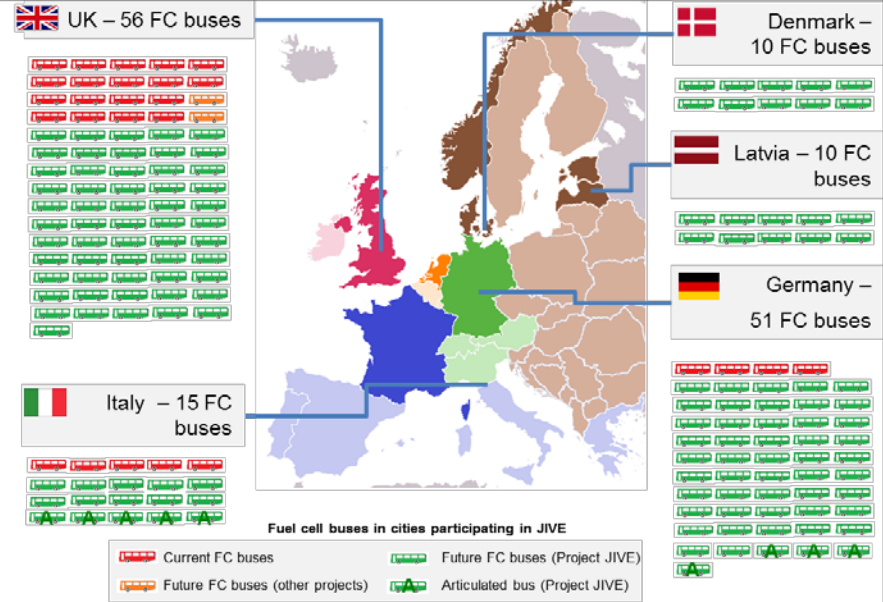 UK – 56 FC buses
Denmark –
10 FC buses
Latvia – 10 FC
buses
Germany –
51 FC buses
Italy – 15 FC
buses
A A A A A
A A A
A
Fuel cell buses in cities participating in JIVE
Current FC buses
Future FC buses (Project JIVE)
Future FC buses (other projects)
A Articulated bus (Project JIVE)